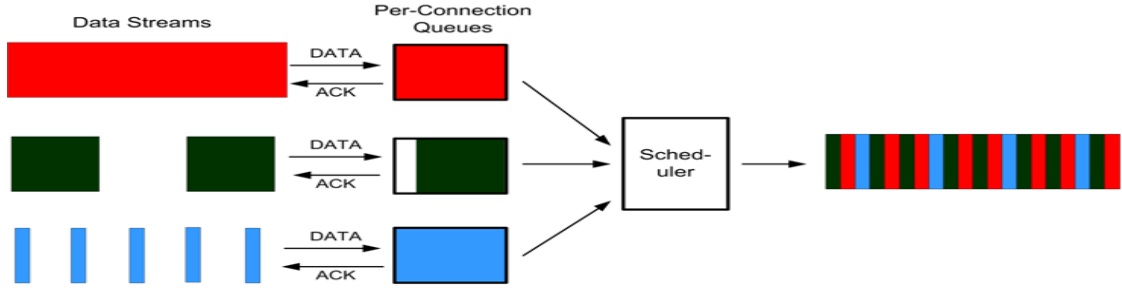 Data Streams
Per-Connection
Queues
DATA
ACK
DATA
ACK
DATA
ACK
Sched-
uler